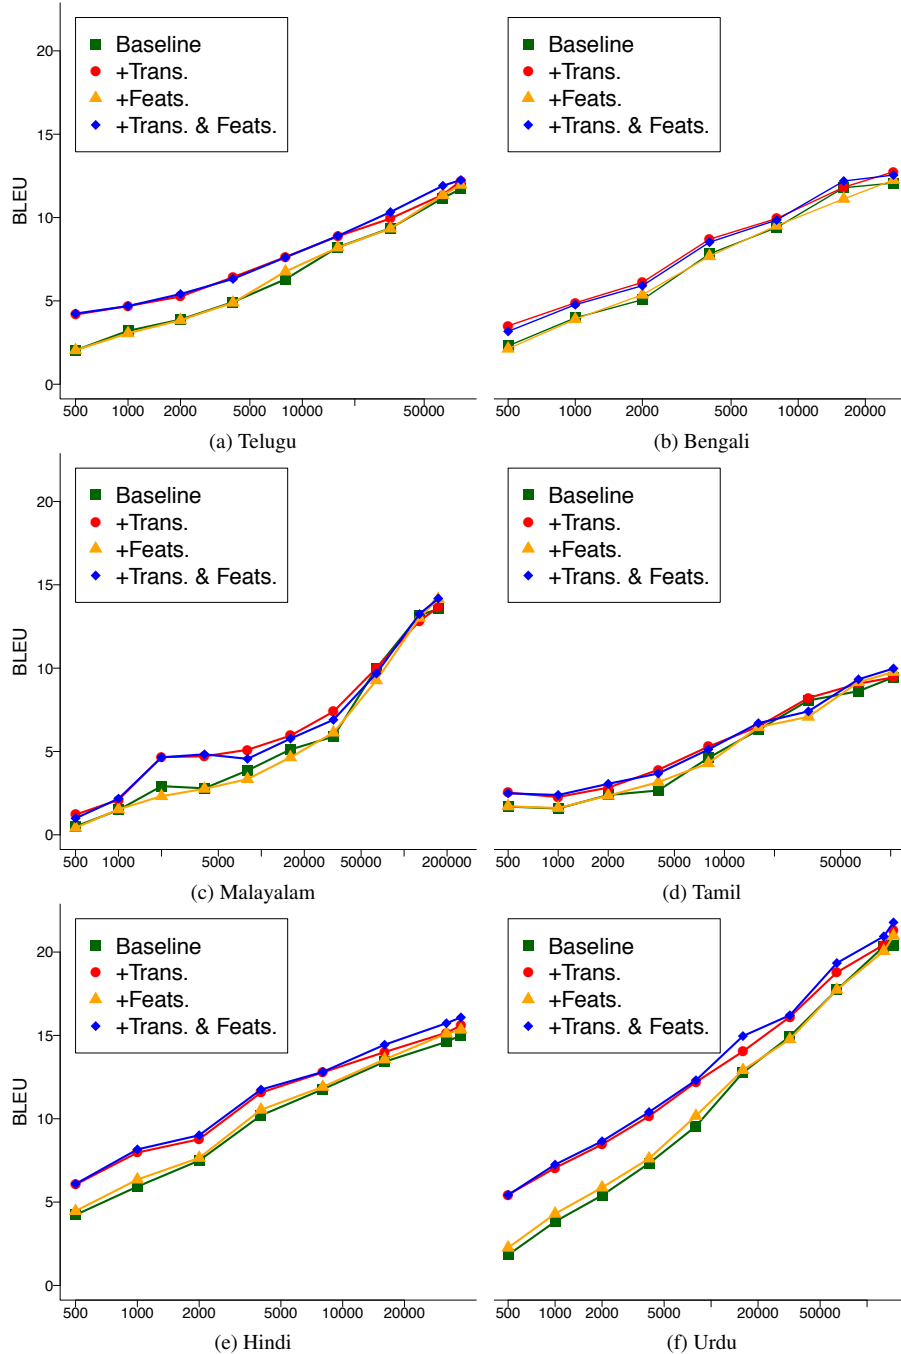 20
15
10
5
0
BLEU
Baseline
+Trans.
+Feats.
+Trans. & Feats.
500 1000 2000 5000 10000 50000
(a) Telugu
Baseline
+Trans.
+Feats.
+Trans. & Feats.
500 1000 2000 5000 10000 20000
(b) Bengali
20
15
10
5
0
BLEU
Baseline
+Trans.
+Feats.
+Trans. & Feats.
500 1000 5000 20000 50000 200000
(c) Malayalam
Baseline
+Trans.
+Feats.
+Trans. & Feats.
500 1000 2000 5000 10000 50000
(d) Tamil
20
15
10
5
0
BLEU
Baseline
+Trans.
+Feats.
+Trans. & Feats.
500 1000 2000 5000 10000 20000
(e) Hindi
Baseline
+Trans.
+Feats.
+Trans. & Feats.
500 1000 2000 5000 20000 50000
(f) Urdu